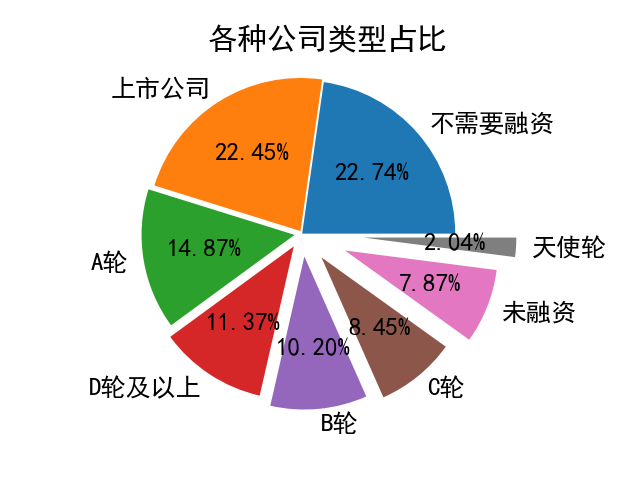 各种公司类型占比
上市公司
不需要融资
22.45%
22.74%
A轮
14.87%
2.04%
天使轮
7.87%
未融资
11.37%
8.45%
10.20%
D轮及以上
C轮
B轮